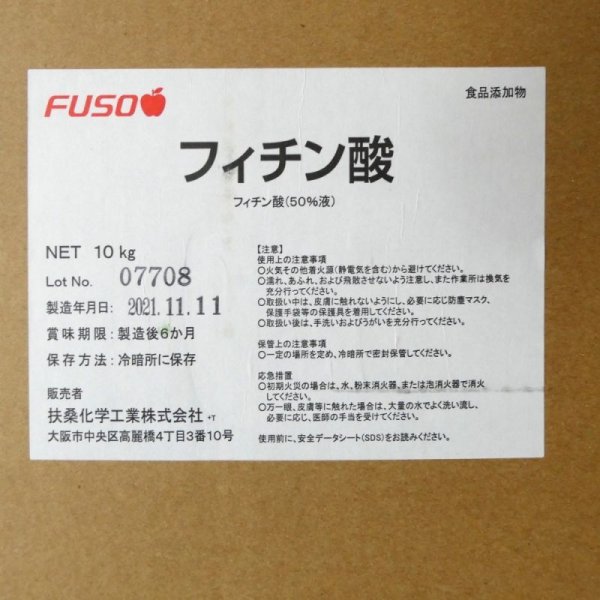 FUSO
食品添加物
フィチン酸
フィチン酸(50%液)
NET 10kg
Lot No. 07708
製造年月日: 2021.11.11
賞味期限: 製造後6か月
保存方法: 冷暗所に保存
販売者
扶桑化学工業株式会社 +T
大阪市中央区高麗橋4丁目3番10号
【注意】
使用上の注意事項
○火気その他着火源(静電気を含む)から避けてください。
○漏れ、あふれ、および飛散させないよう注意し、また作業所は換気を
充分行ってください。
○取扱い中は、皮膚に触れないようにし、必要に応じ防塵マスク、
保護手袋等の保護具を着用してください。
○取扱い後は、手洗いおよびうがいを充分行ってください。
保管上の注意事項
○一定の場所を定め、冷暗所で密封保管してください。
応急措置
○初期火災の場合は、水、粉末消火器、または泡消火器で消火
してください。
○万一眼、皮膚等に触れた場合は、大量の水でよく洗い流し、
必要に応じ、医師の手当を受けてください。
使用前に、安全データシート(SDS)をお読みください。